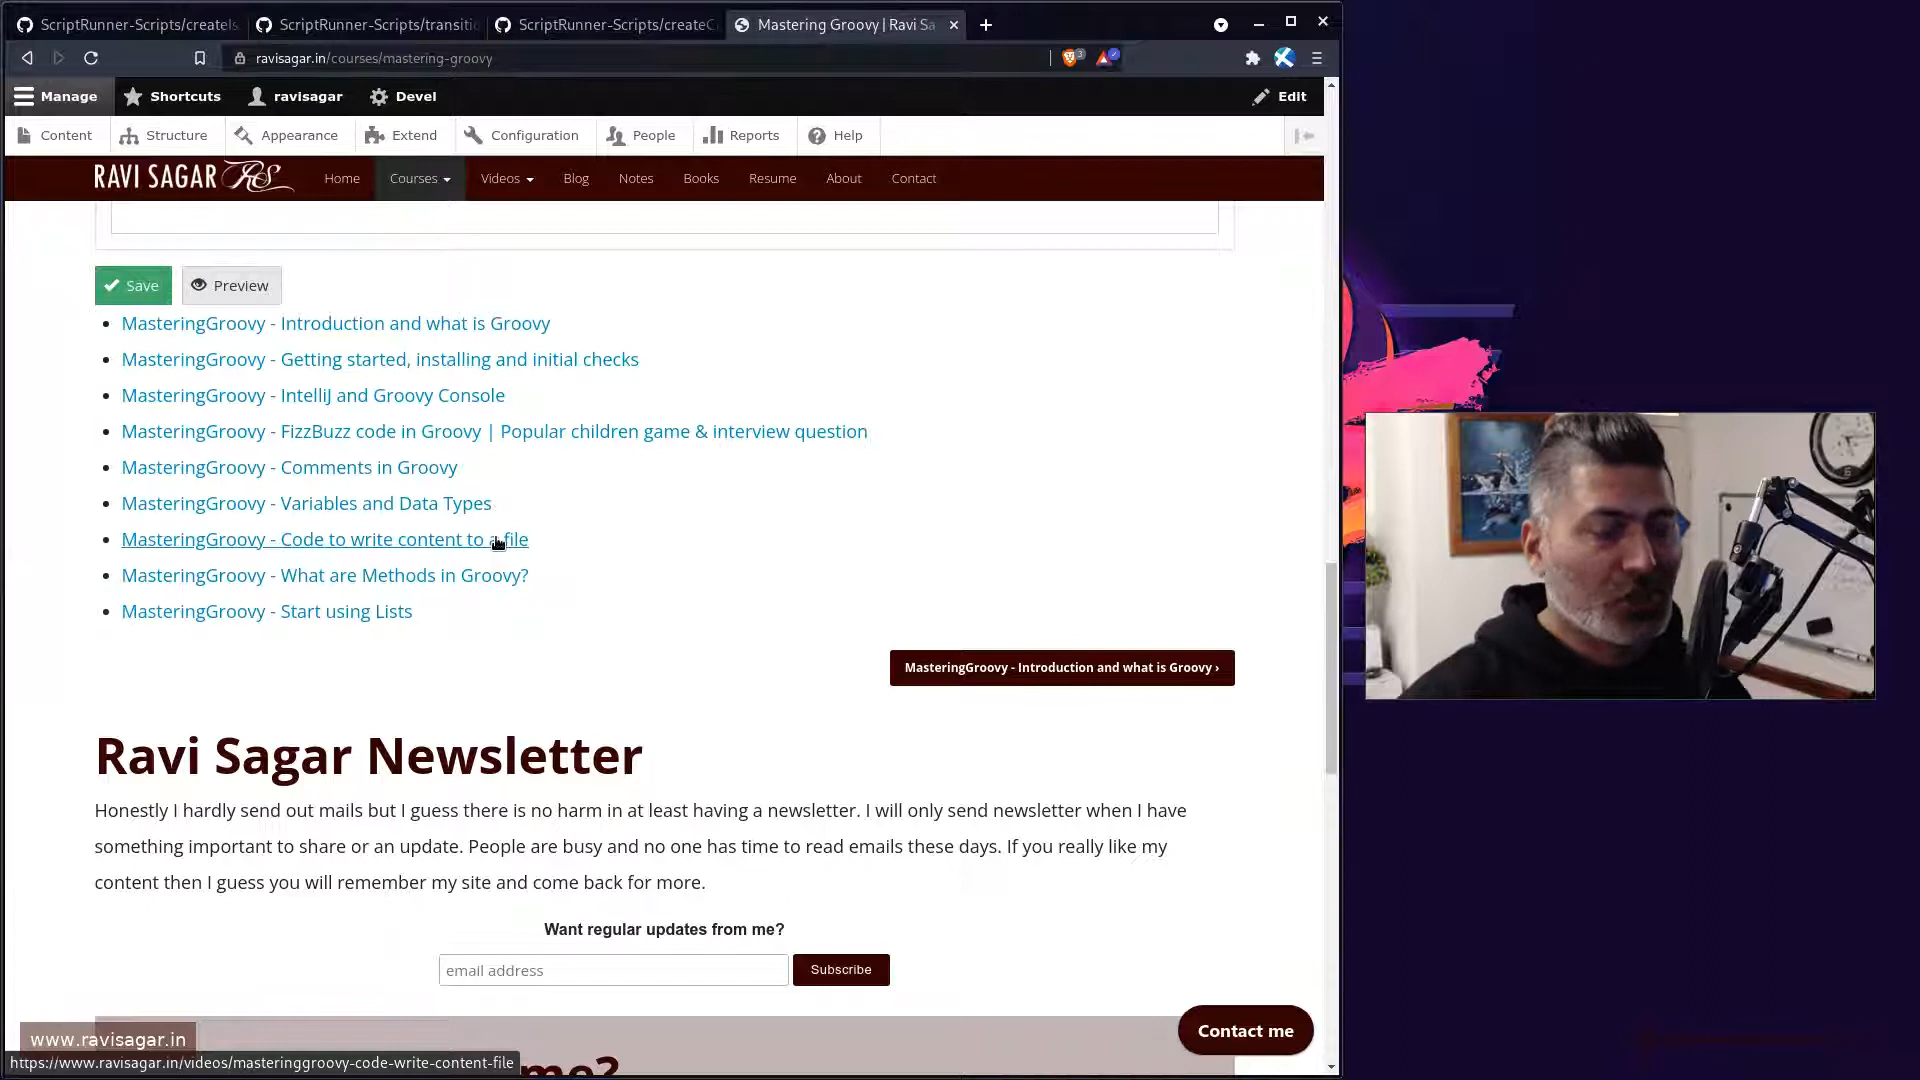 ScriptRunner-Scripts/createIs
ScriptRunner-Scripts/transitio
ScriptRunner-Scripts/createC
Mastering Groovy | Ravi Sa
ravisagar.in/courses/mastering-groovy
3
Manage
Shortcuts
ravisagar
Devel
Edit
Content
Structure
Appearance
Extend
Configuration
People
Reports
Help
RAVI SAGAR RS
Home
Courses
Videos
Blog
Notes
Books
Resume
About
Contact
Save
Preview
MasteringGroovy - Introduction and what is Groovy
MasteringGroovy - Getting started, installing and initial checks
MasteringGroovy - IntelliJ and Groovy Console
MasteringGroovy - FizzBuzz code in Groovy | Popular children game & interview question
MasteringGroovy - Comments in Groovy
MasteringGroovy - Variables and Data Types
MasteringGroovy - Code to write content to a file
MasteringGroovy - What are Methods in Groovy?
MasteringGroovy - Start using Lists
MasteringGroovy - Introduction and what is Groovy ›
Ravi Sagar Newsletter
Honestly I hardly send out mails but I guess there is no harm in at least having a newsletter. I will only send newsletter when I have
something important to share or an update. People are busy and no one has time to read emails these days. If you really like my
content then I guess you will remember my site and come back for more.
Want regular updates from me?
email address
Subscribe
Contact me
www.ravisagar.in
me?
https://www.ravisagar.in/videos/masteringgroovy-code-write-content-file